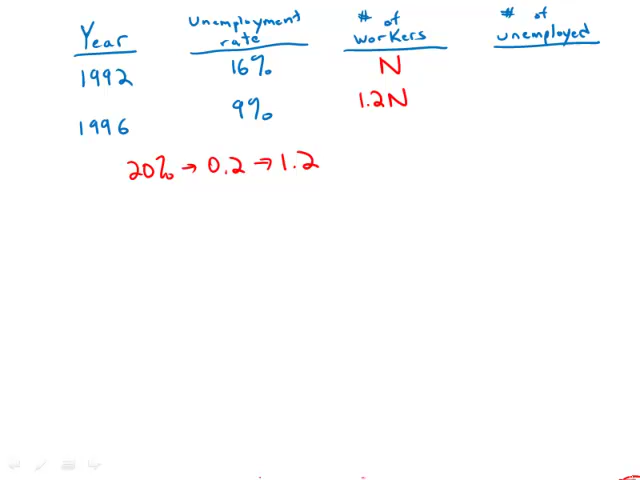 Year Unemployment rate # of workers # of unemployed
1992 16% N
1996 9% 1.2N
20% → 0.2 → 1.2